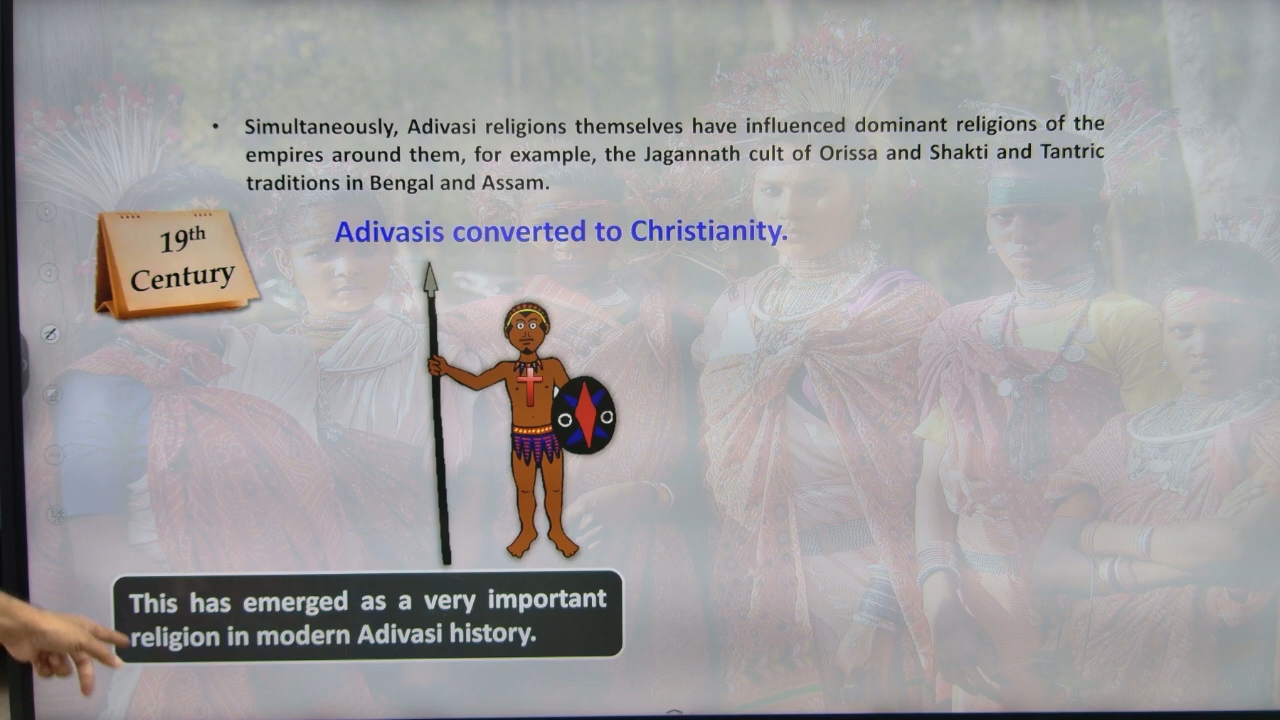 • Simultaneously, Adivasi religions themselves have influenced dominant religions of the
empires around them, for example, the Jagannath cult of Orissa and Shakti and Tantric
traditions in Bengal and Assam.
19th
Century
Adivasis converted to Christianity.
This has emerged as a very important
religion in modern Adivasi history.